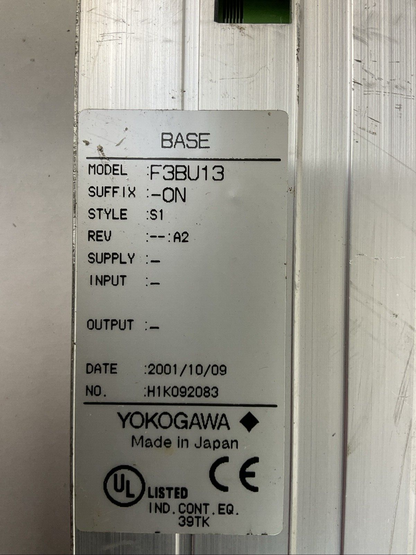 BASE
MODEL :F3BU13
SUFFIX :-0N
STYLE :S1
REV :--:A2
SUPPLY :-
INPUT :-
OUTPUT :-
DATE :2001/10/09
NO. :H1K092083
YOKOGAWA ◆
Made in Japan
UL LISTED CE
IND.CONT.EQ.
39TK